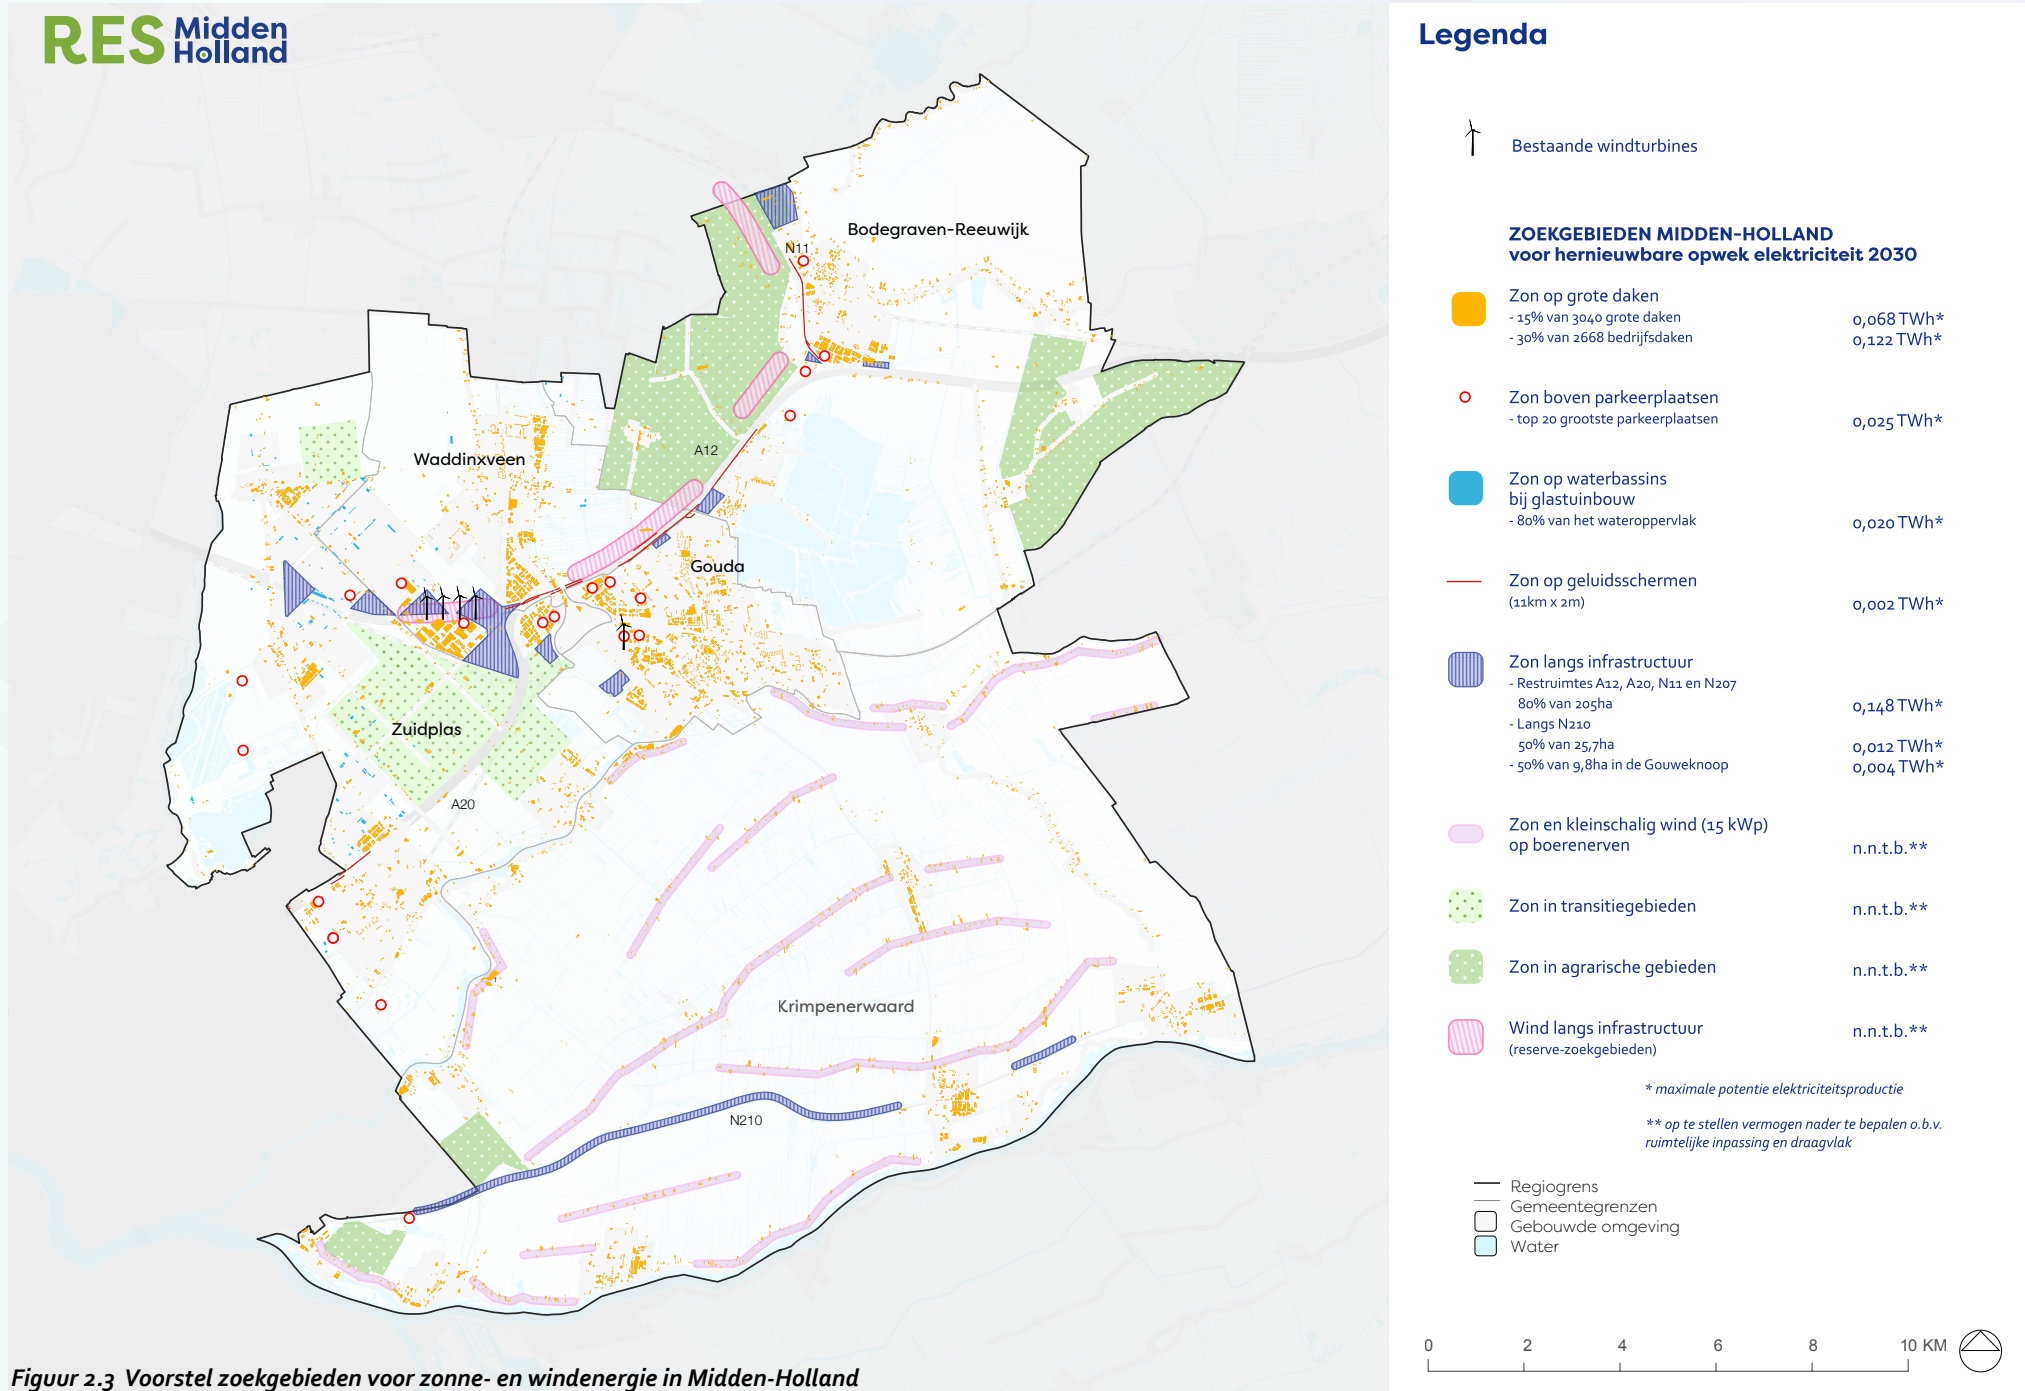 RES Midden
Holland
Bodegraven-Reeuwijk
N11
Waddinxveen
A12
Gouda
Zuidplas
A20
Krimpenerwaard
N210
Figuur 2.3 Voorstel zoekgebieden voor zonne- en windenergie in Midden-Holland
Legenda
Bestaande windturbines
ZOEKGEBIEDEN MIDDEN-HOLLAND
voor hernieuwbare opwek elektriciteit 2030
Zon op grote daken
- 15% van 3040 grote daken 0,068 TWh*
- 30% van 2668 bedrijfsdaken 0,122 TWh*
Zon boven parkeerplaatsen
- top 20 grootste parkeerplaatsen 0,025 TWh*
Zon op waterbassins
bij glastuinbouw
- 80% van het wateroppervlak 0,020 TWh*
Zon op geluidsschermen
(11km x 2m) 0,002 TWh*
Zon langs infrastructuur
- Restruimtes A12, A20, N11 en N207
80% van 205ha 0,148 TWh*
- Langs N210
50% van 25,7ha 0,012 TWh*
- 50% van 9,8ha in de Gouweknoop 0,004 TWh*
Zon en kleinschalig wind (15 kWp)
op boerenerven n.n.t.b.**
Zon in transitiegebieden n.n.t.b.**
Zon in agrarische gebieden n.n.t.b.**
Wind langs infrastructuur n.n.t.b.**
(reserve-zoekgebieden)
* maximale potentie elektriciteitsproductie
** op te stellen vermogen nader te bepalen o.b.v.
ruimtelijke inpassing en draagvlak
Regiogrens
Gemeentegrenzen
Gebouwde omgeving
Water
0 2 4 6 8 10 KM